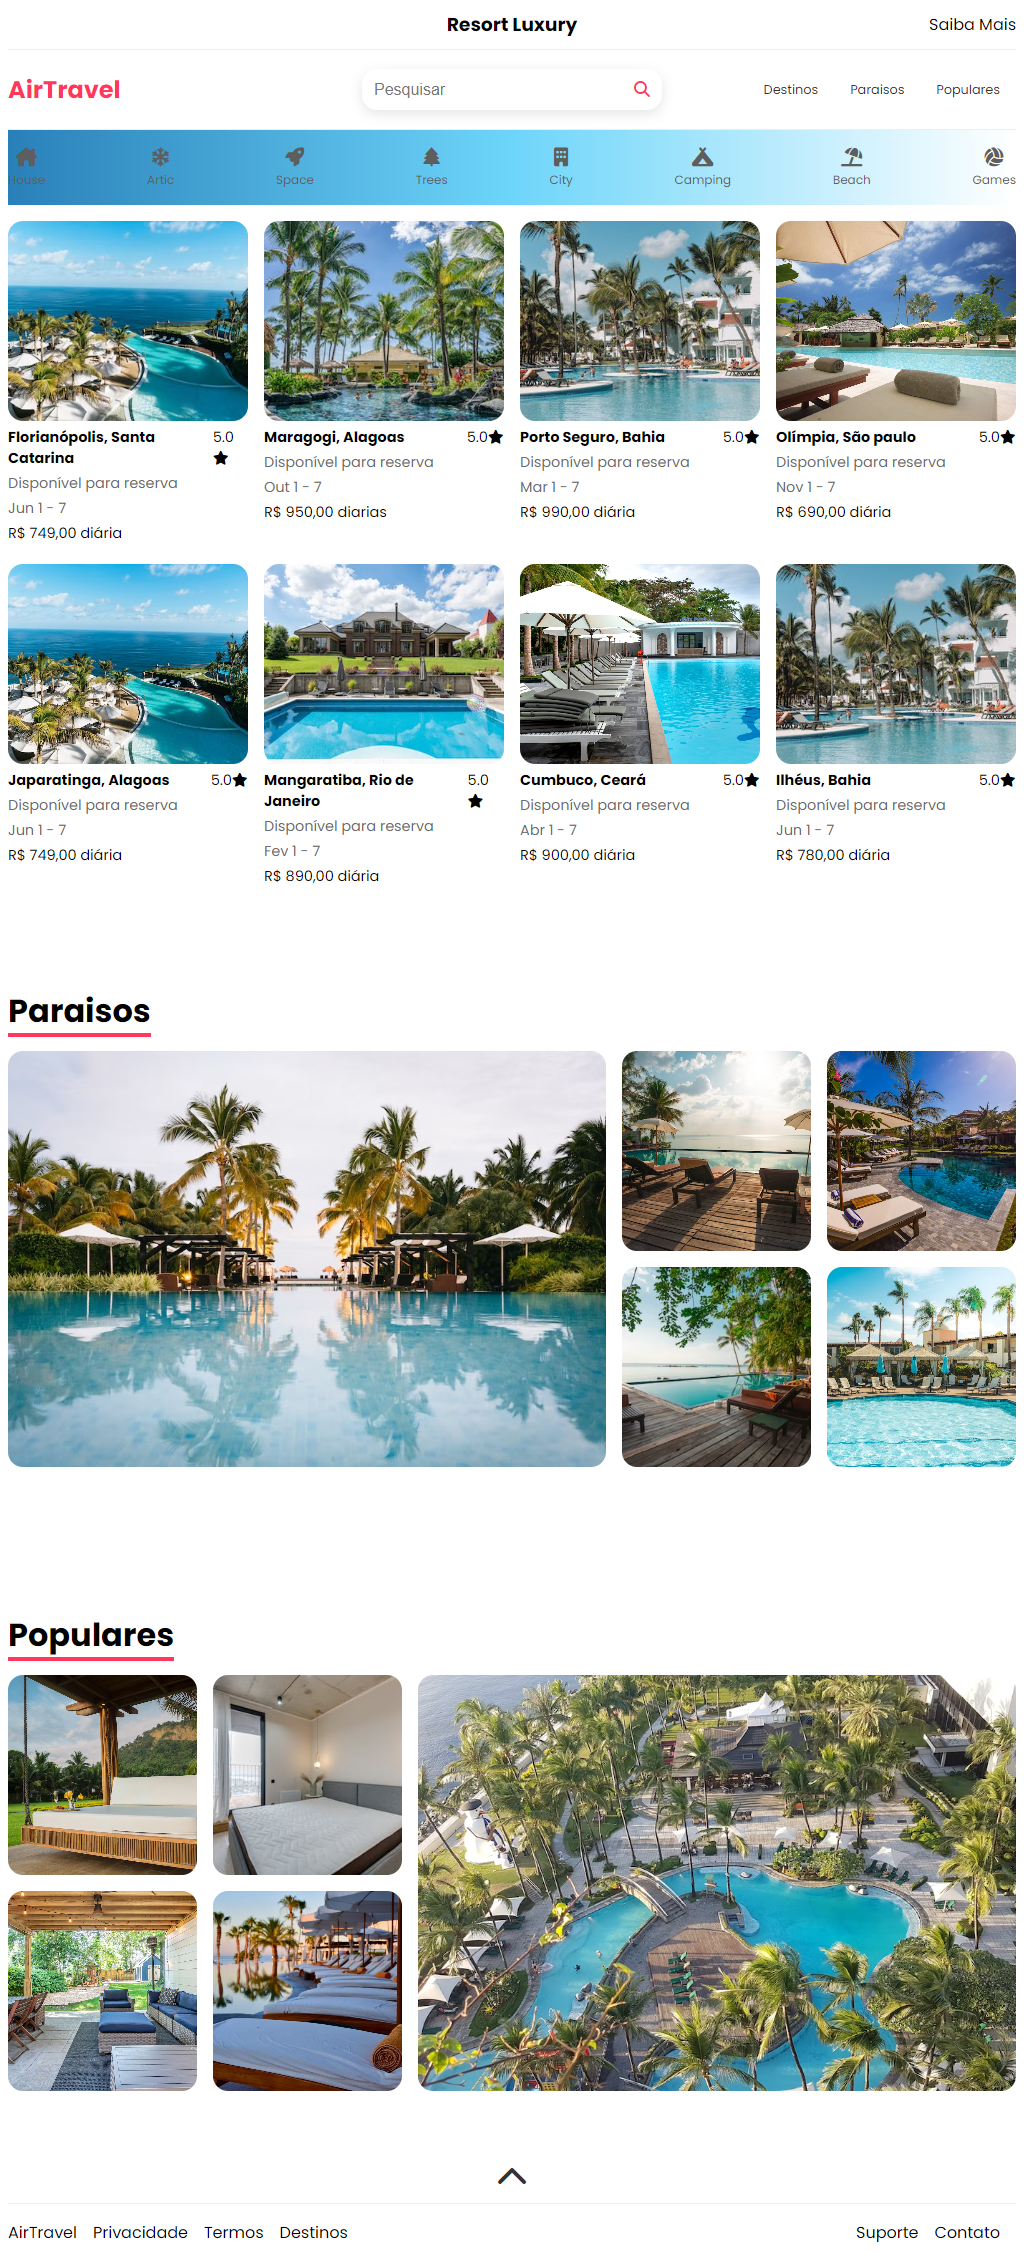 Resort Luxury
Saiba Mais
AirTravel
Pesquisar
Destinos Paraisos Populares
House Artic Space Trees City Camping Beach Games
Florianópolis, Santa Catarina 5.0
Disponível para reserva
Jun 1 - 7
R$ 749,00 diária
Maragogi, Alagoas 5.0
Disponível para reserva
Out 1 - 7
R$ 950,00 diarias
Porto Seguro, Bahia 5.0
Disponível para reserva
Mar 1 - 7
R$ 990,00 diária
Olímpia, São paulo 5.0
Disponível para reserva
Nov 1 - 7
R$ 690,00 diária
Japaratinga, Alagoas 5.0
Disponível para reserva
Jun 1 - 7
R$ 749,00 diária
Mangaratiba, Rio de Janeiro 5.0
Disponível para reserva
Fev 1 - 7
R$ 890,00 diária
Cumbuco, Ceará 5.0
Disponível para reserva
Abr 1 - 7
R$ 900,00 diária
Ilhéus, Bahia 5.0
Disponível para reserva
Jun 1 - 7
R$ 780,00 diária
Paraisos
Populares
AirTravel Privacidade Termos Destinos
Suporte Contato